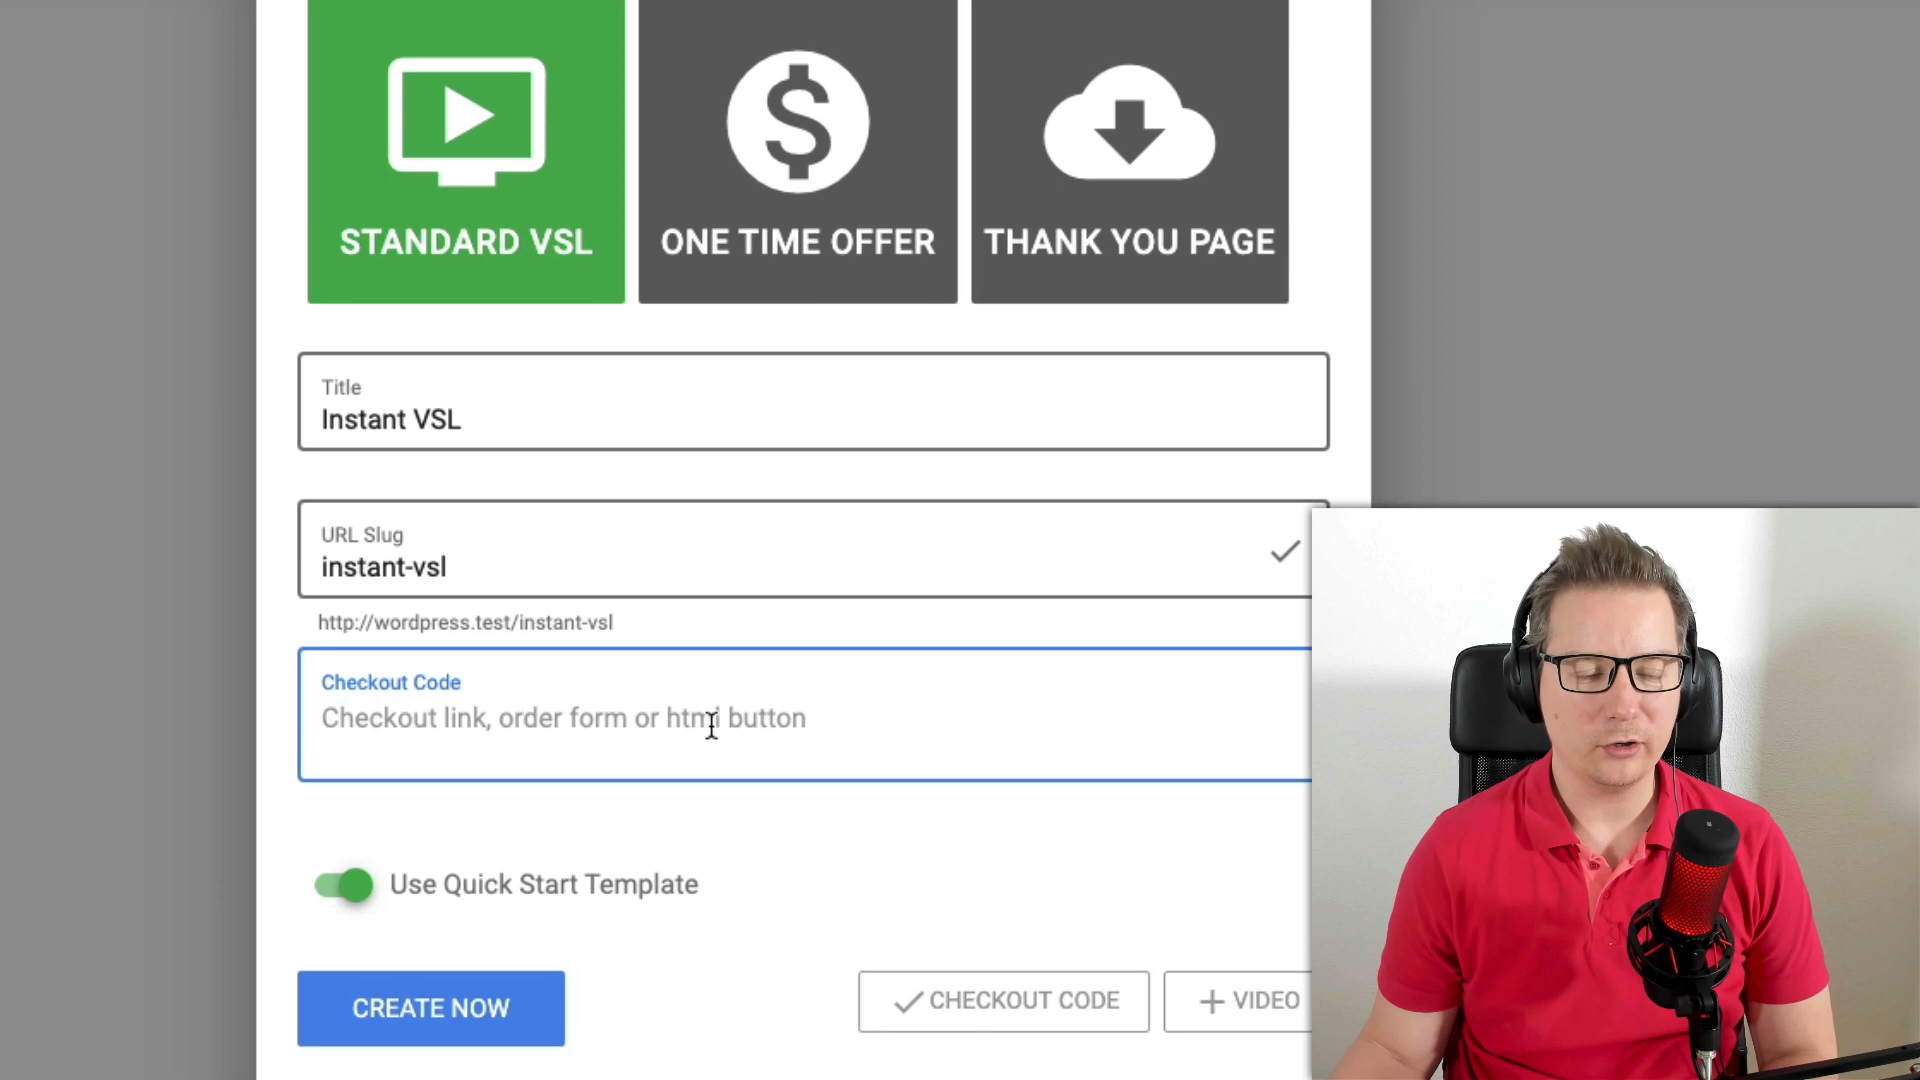 STANDARD VSL
ONE TIME OFFER
THANK YOU PAGE
Title
Instant VSL
URL Slug
instant-vsl
http://wordpress.test/instant-vsl
Checkout Code
Checkout link, order form or html button
Use Quick Start Template
CREATE NOW
CHECKOUT CODE
VIDEO